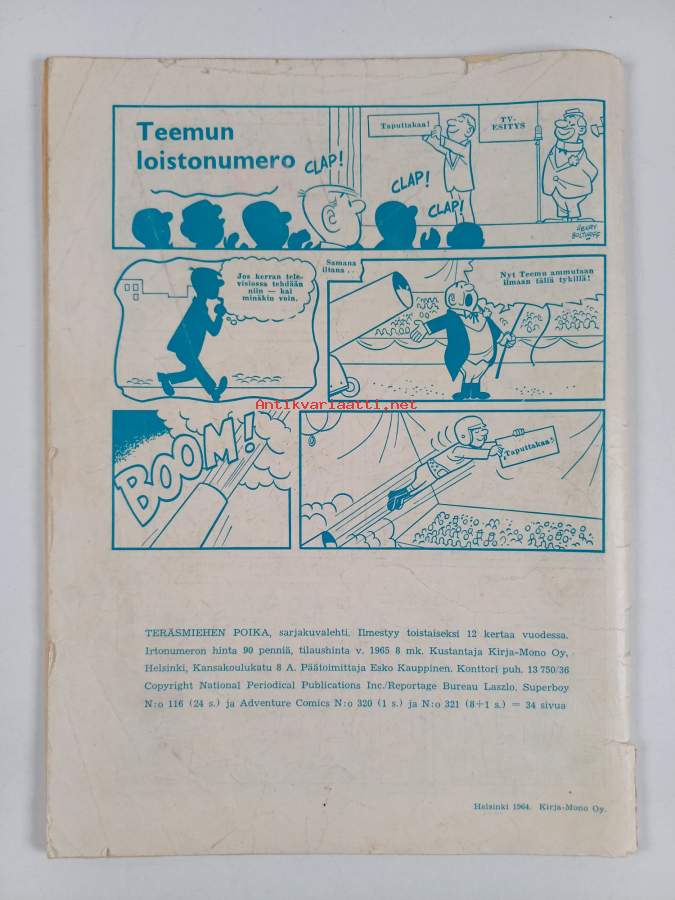 Teemun
loistonumero
CLAP!
Taputtakaa!
TV-
ESITYS
CLAP!
CLAP!
HENRY
BOLTINOFF
Jos kerran tele-
visiossa tehdään
niin — kai
minäkin voin.
Samana
iltana . .
Nyt Teemu ammutaan
ilmaan tällä tykillä!
Antikvariaatti.net
BOOM!
Taputtakaa!
TERÄSMIEHEN POIKA, sarjakuvalehti. Ilmestyy toistaiseksi 12 kertaa vuodessa.
Irtonumeron hinta 90 penniä, tilaushinta v. 1965 8 mk. Kustantaja Kirja-Mono Oy,
Helsinki, Kansakoulukatu 8 A. Päätoimittaja Esko Kauppinen. Konttori puh. 13 750/36
Copyright National Periodical Publications Inc./Reportage Bureau Laszlo. Superboy
N:o 116 (24 s.) ja Adventure Comics N:o 320 (1 s.) ja N:o 321 (8+1 s.) = 34 sivua
Helsinki 1964. Kirja-Mono Oy.